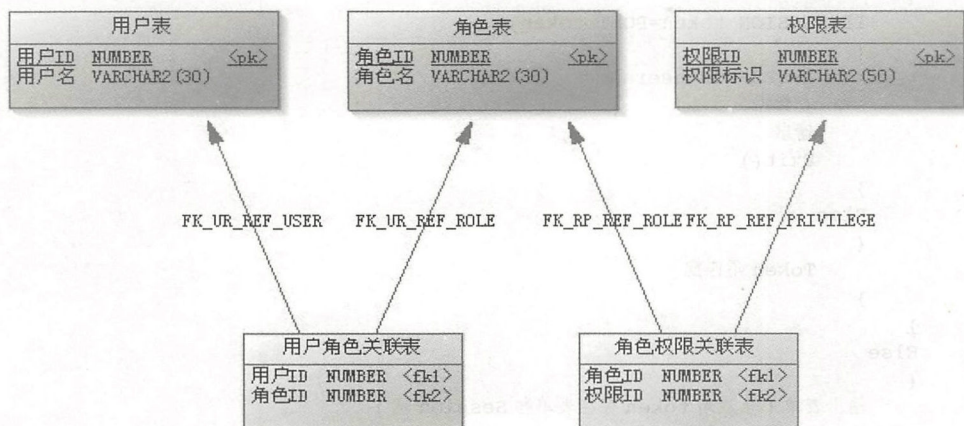 用户表 角色表 权限表
用户ID NUMBER <pk> 角色ID NUMBER <pk> 权限ID NUMBER <pk>
用户名 VARCHAR2(30) 角色名 VARCHAR2(30) 权限标识 VARCHAR2(50)
FK_UR_REF_USER FK_UR_REF_ROLE FK_RP_REF_ROLE FK_RP_REF_PRIVILEGE
用户角色关联表 角色权限关联表
用户ID NUMBER <fk1> 角色ID NUMBER <fk1>
角色ID NUMBER <fk2> 权限ID NUMBER <fk2>